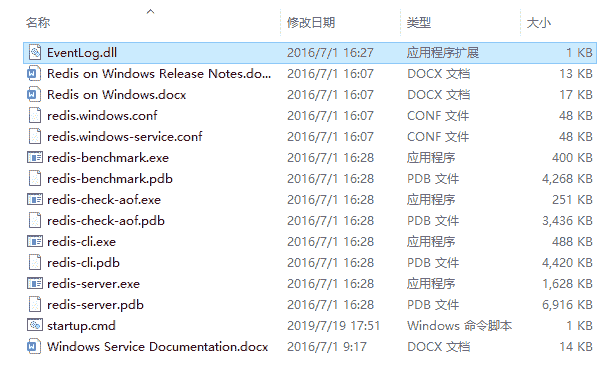 名称 修改日期 类型 大小
EventLog.dll 2016/7/1 16:27 应用程序扩展 1 KB
Redis on Windows Release Notes.do... 2016/7/1 16:07 DOCX 文档 13 KB
Redis on Windows.docx 2016/7/1 16:07 DOCX 文档 17 KB
redis.windows.conf 2016/7/1 16:07 CONF 文件 48 KB
redis.windows-service.conf 2016/7/1 16:07 CONF 文件 48 KB
redis-benchmark.exe 2016/7/1 16:28 应用程序 400 KB
redis-benchmark.pdb 2016/7/1 16:28 PDB 文件 4,268 KB
redis-check-aof.exe 2016/7/1 16:28 应用程序 251 KB
redis-check-aof.pdb 2016/7/1 16:28 PDB 文件 3,436 KB
redis-cli.exe 2016/7/1 16:28 应用程序 488 KB
redis-cli.pdb 2016/7/1 16:28 PDB 文件 4,420 KB
redis-server.exe 2016/7/1 16:28 应用程序 1,628 KB
redis-server.pdb 2016/7/1 16:28 PDB 文件 6,916 KB
startup.cmd 2019/7/19 17:51 Windows 命令脚本 1 KB
Windows Service Documentation.docx 2016/7/1 9:17 DOCX 文档 14 KB